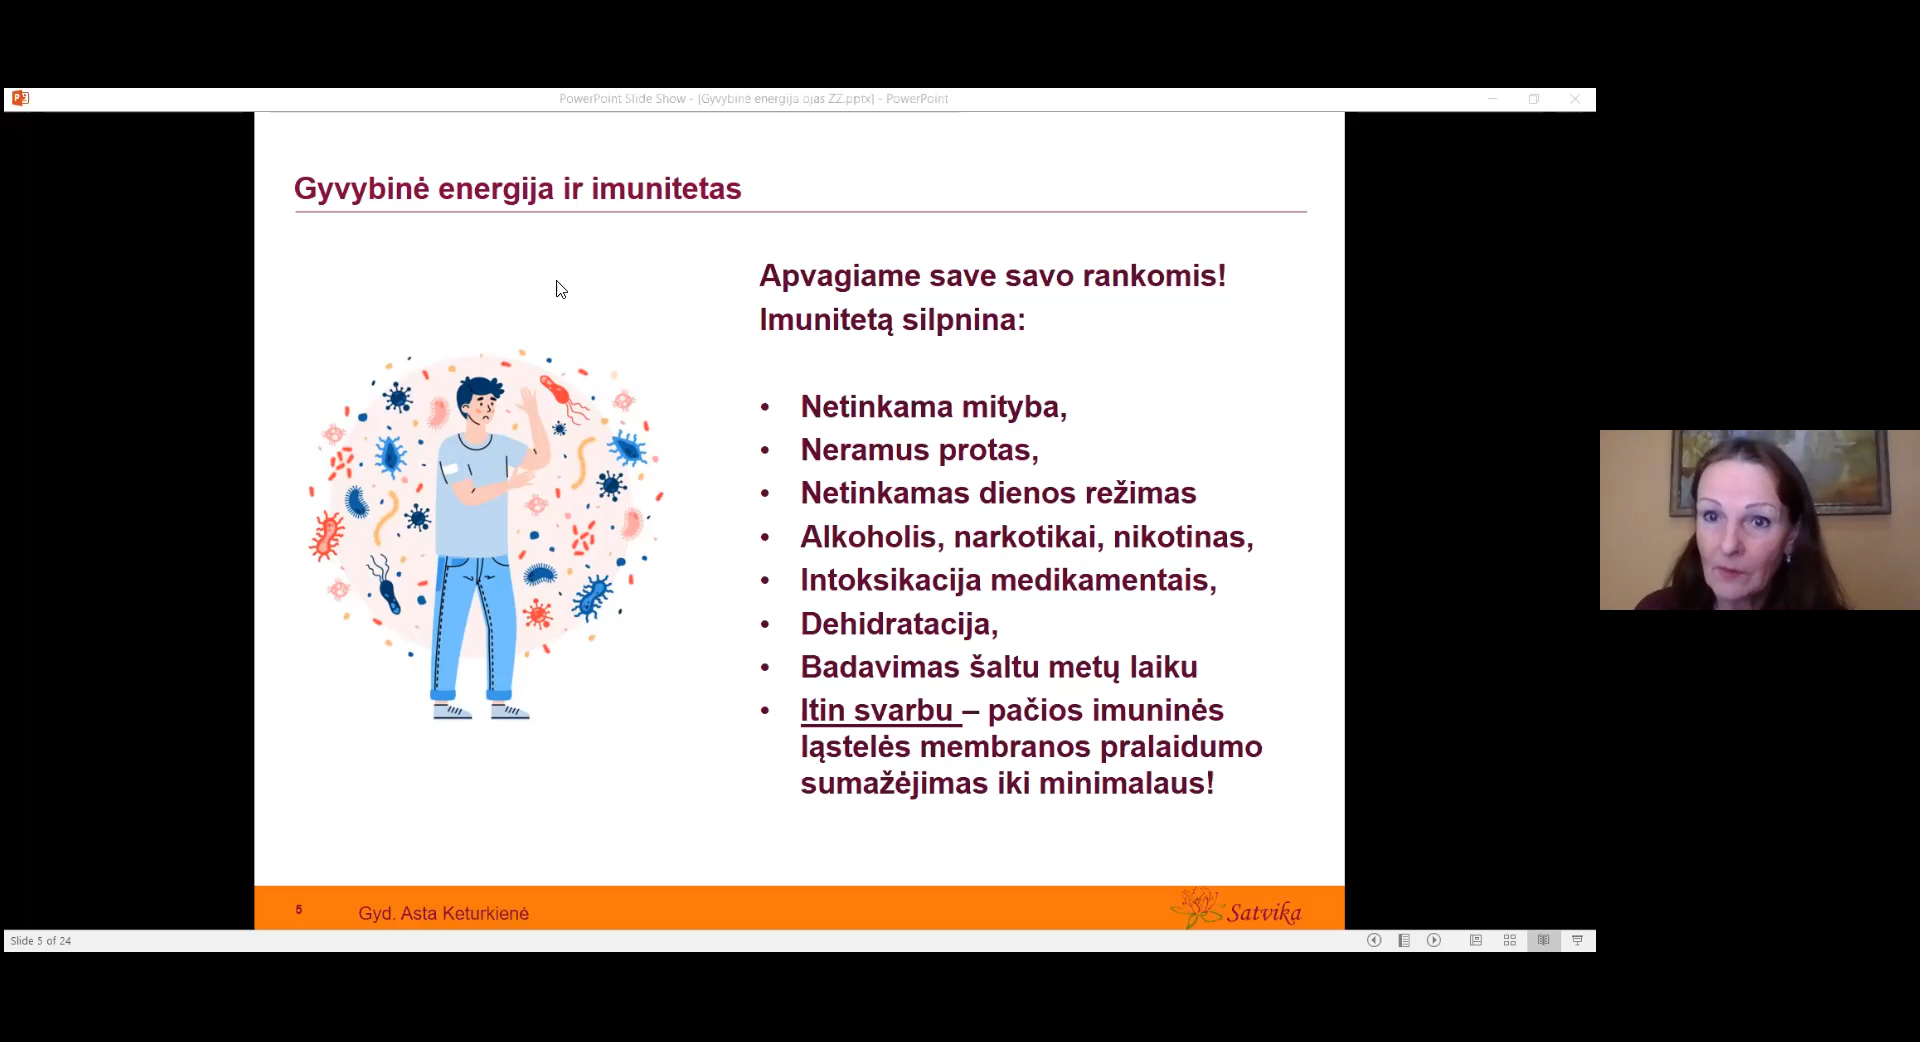 PowerPoint Slide Show - [Gyvybine energija ojas ZZ.pptx] - PowerPoint
Gyvybinė energija ir imunitetas
Apvagiame save savo rankomis!
Imunitetą silpnina:
• Netinkama mityba,
• Neramus protas,
• Netinkamas dienos režimas
• Alkoholis, narkotikai, nikotinas,
• Intoksikacija medikamentais,
• Dehidratacija,
• Badavimas šaltu metų laiku
• Itin svarbu – pačios imuninės
ląstelės membranos pralaidumo
sumažėjimas iki minimalaus!
5
Gyd. Asta Keturkienė
Satvika
Slide 5 of 24